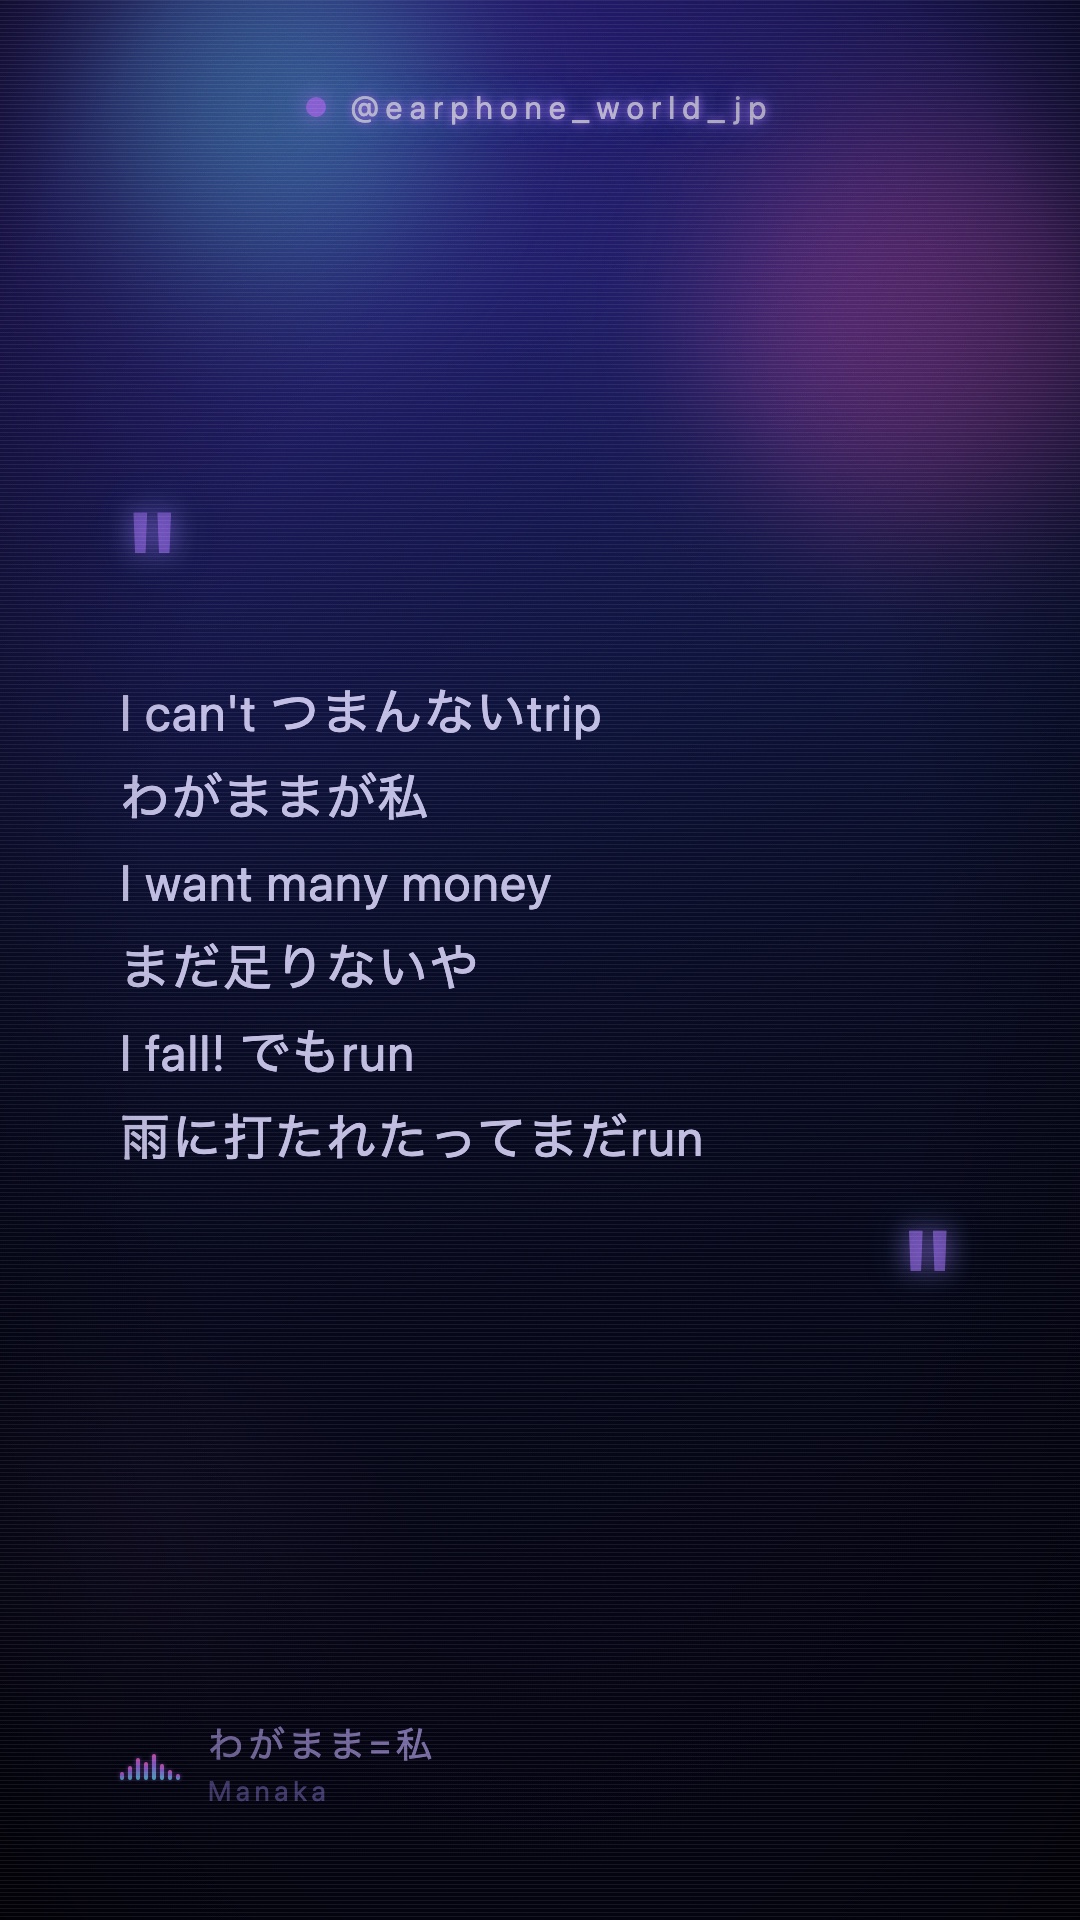 @earphone_world_jp
"
I can't つまんないtrip
わがままが私
I want many money
まだ足りないや
I fall! でもrun
雨に打たれたってまだrun
"
わがまま=私
Manaka